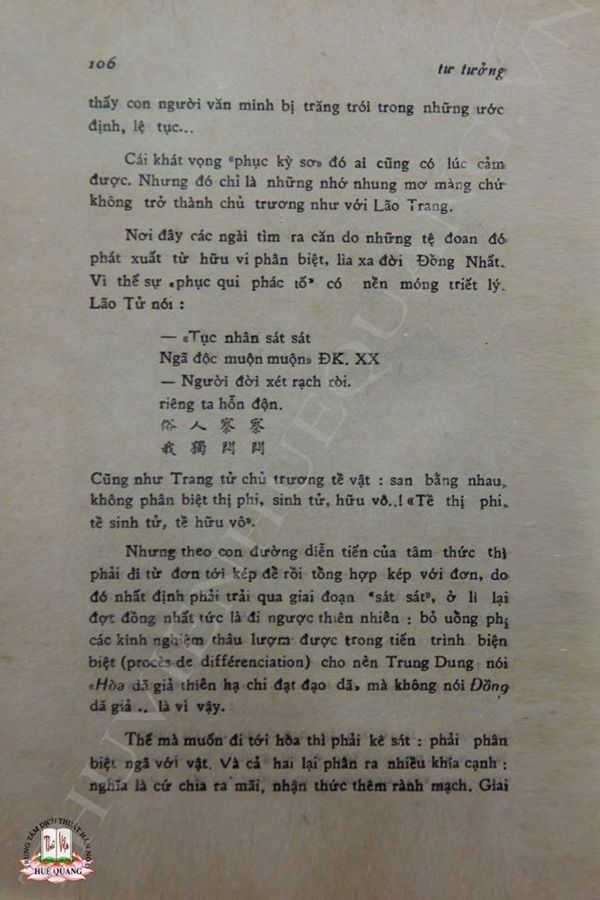 106
tư tưởng
thấy con người văn minh bị trăng trói trong những ước
định, lệ tục...
Cái khát vọng «phục kỳ sơ» đó ai cũng có lúc cảm
được. Nhưng đó chỉ là những nhớ nhung mơ màng chứ
không trở thành chủ trương như với Lão Trang.
Nơi đây các ngài tìm ra căn do những tệ đoan đó
phát xuất từ hữu vi phân biệt, lìa xa đời Đồng Nhất.
Vì thế sự «phục qui phác tố» có nền móng triết lý.
Lão Tử nói :
— «Tục nhân sát sát
Ngã độc muộn muộn» ĐK. XX
— Người đời xét rạch ròi.
riêng ta hỗn độn.
俗人察察
我獨悶悶
Cũng như Trang tử chủ trương tề vật : san bằng nhau,
không phân biệt thị phi, sinh tử, hữu vô..! «Tề thị phi,
tề sinh tử, tề hữu vô».
Nhưng theo con đường diễn tiến của tâm thức thì
phải đi từ đơn tới kép đề rồi tồng hợp kép với đơn, do
đó nhất định phải trải qua giai đoạn “sát sát”, ở lì lại
đợt đồng nhất tức là đi ngược thiên nhiên : bỏ uồng phí
các kinh nghiệm thâu lượm được trong tiến trình biện
biệt (procès de différenciation) cho nên Trung Dung nói
«Hòa dã giả thiên hạ chi đạt đạo dã» mà không nói Đồng
dã giả .. là vì vậy.
Thế mà muốn đi tới hòa thì phải kê sát : phải phân
biệt ngã với vật. Và cả hai lại phân ra nhiều khía cạnh :
nghĩa là cứ chia ra mãi, nhận thức thêm rành mạch. Giai
TRUNG TÂM DỊCH THUẬT HÁN NÔM
HUỆ QUANG